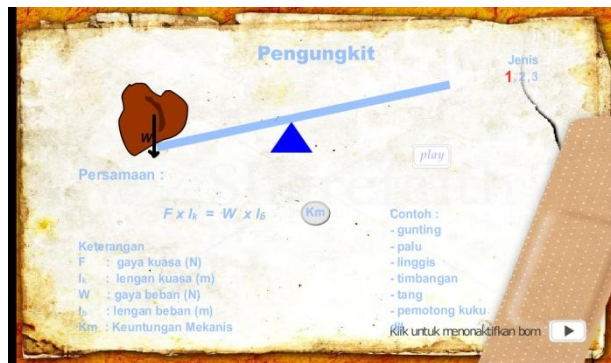 Pengungkit
Jenis
1,2,3
W
play
Persamaan :
F x lk = W x lb
Km
Keterangan
F : gaya kuasa (N)
lk : lengan kuasa (m)
W : gaya beban (N)
lb : lengan beban (m)
Km : Keuntungan Mekanis
Contoh :
- gunting
- palu
- linggis
- timbangan
- tang
- pemotong kuku
Klik untuk menonaktifkan bom